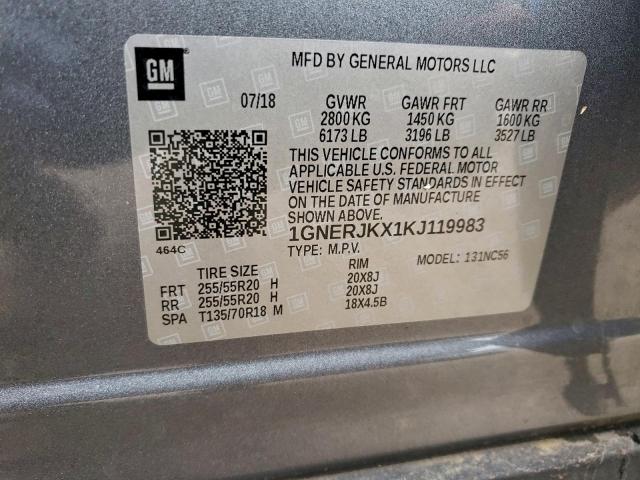 GM
MFD BY GENERAL MOTORS LLC
07/18 GVWR GAWR FRT GAWR RR
2800 KG 1450 KG 1600 KG
6173 LB 3196 LB 3527 LB
THIS VEHICLE CONFORMS TO ALL
APPLICABLE U.S. FEDERAL MOTOR
VEHICLE SAFETY STANDARDS IN EFFECT
ON THE DATE OF MANUFACTURE
SHOWN ABOVE.
1GNERJKX1KJ119983
464C
TYPE: M.P.V. MODEL: 131NC56
TIRE SIZE RIM
FRT 255/55R20 H 20X8J
RR 255/55R20 H 20X8J
SPA T135/70R18 M 18X4.5B